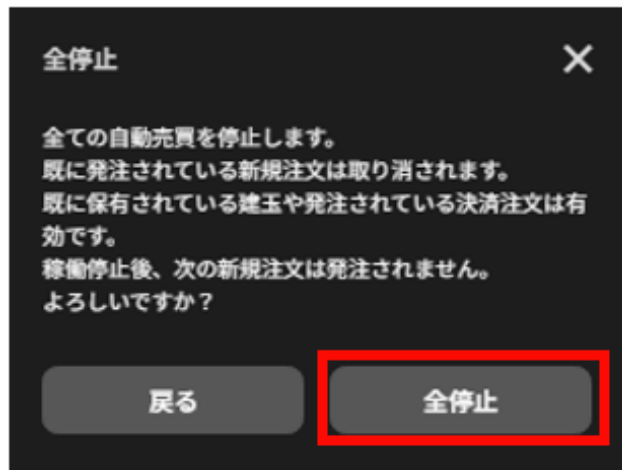 全停止
全ての自動売買を停止します。
既に発注されている新規注文は取り消されます。
既に保有されている建玉や発注されている決済注文は有
効です。
稼働停止後、次の新規注文は発注されません。
よろしいですか？
戻る
全停止